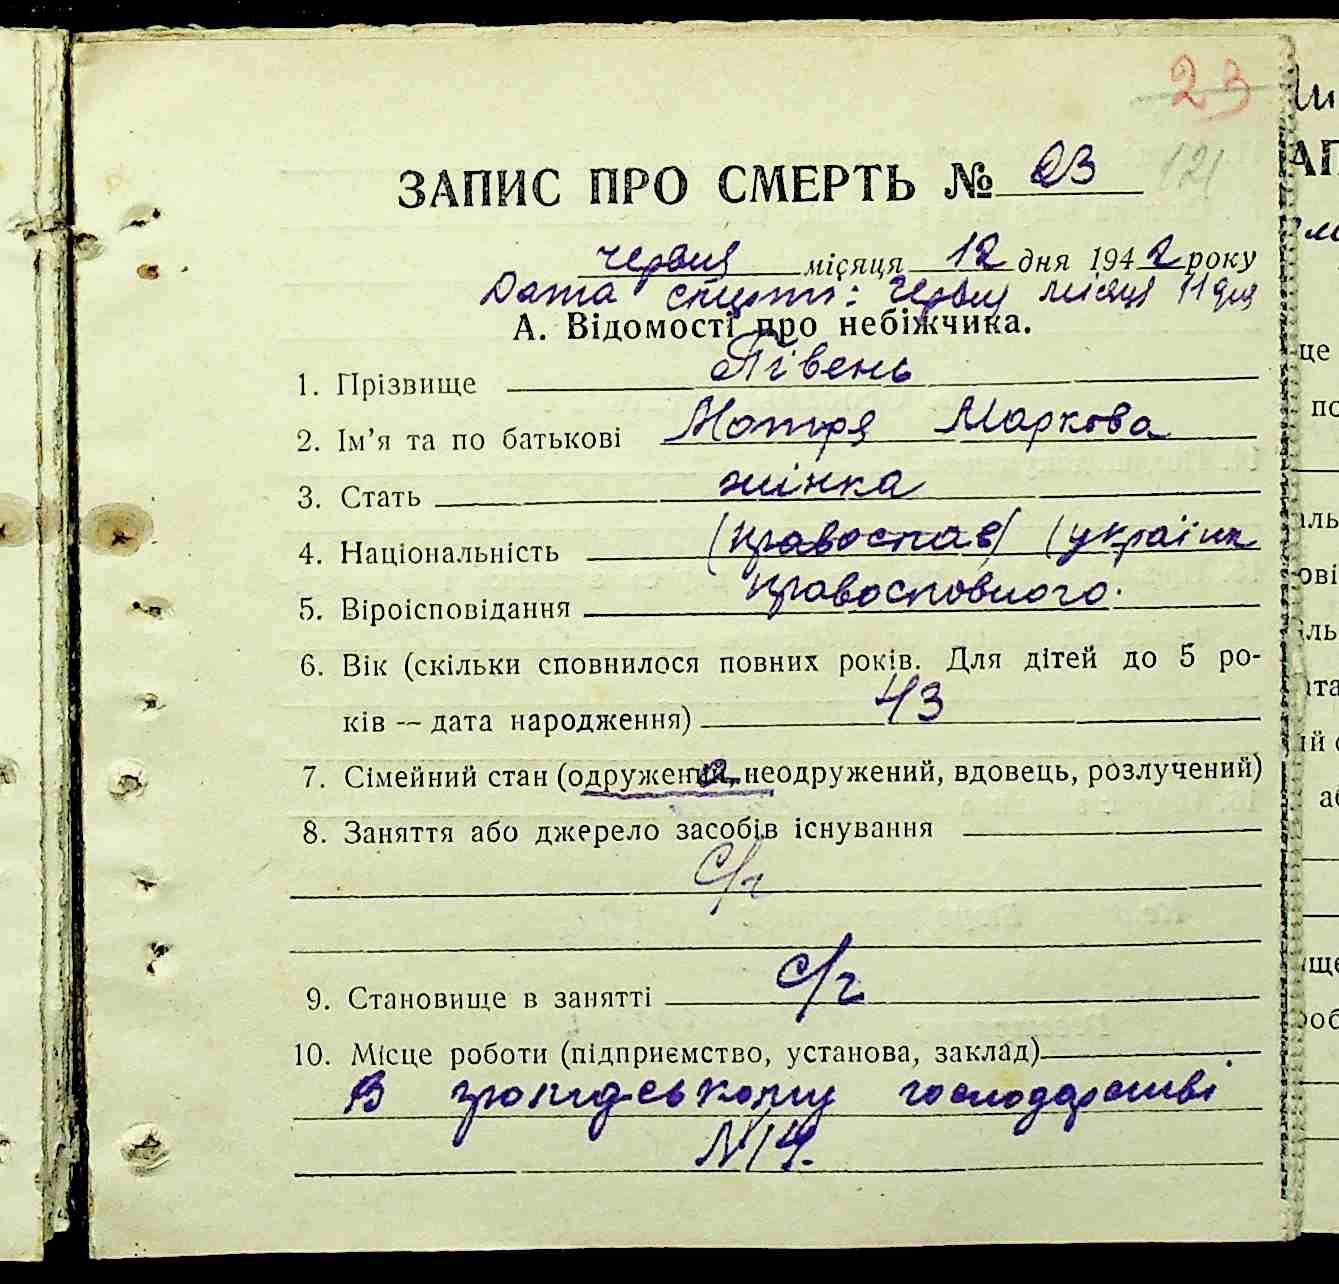 23
121
ЗАПИС ПРО СМЕРТЬ № 23
червня місяця 12 дня 1942 року
Дата смерті: червня місяця 11 дня
А. Відомості про небіжчика.
1. Прізвище Півень
2. Ім'я та по батькові Мотря Маркова
3. Стать жінка
4. Національність (православ) (україїн
5. Віроісповідання православного.
6. Вік (скільки сповнилося повних років. Для дітей до 5 ро-
ків — дата народження) 43
7. Сімейний стан (одружена, неодружений, вдовець, розлучений)
8. Заняття або джерело засобів існування
с/г
9. Становище в занятті с/г
10. Місце роботи (підприємство, установа, заклад)
В громадському господарстві
№14.